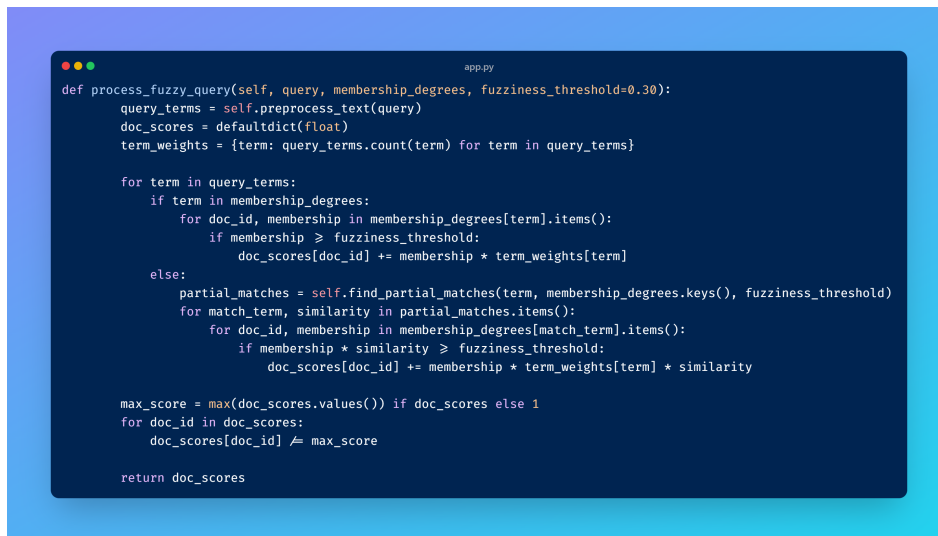 app.py
def process_fuzzy_query(self, query, membership_degrees, fuzziness_threshold=0.30):
        query_terms = self.preprocess_text(query)
        doc_scores = defaultdict(float)
        term_weights = {term: query_terms.count(term) for term in query_terms}

        for term in query_terms:
            if term in membership_degrees:
                for doc_id, membership in membership_degrees[term].items():
                    if membership >= fuzziness_threshold:
                        doc_scores[doc_id] += membership * term_weights[term]
            else:
                partial_matches = self.find_partial_matches(term, membership_degrees.keys(), fuzziness_threshold)
                for match_term, similarity in partial_matches.items():
                    for doc_id, membership in membership_degrees[match_term].items():
                        if membership * similarity >= fuzziness_threshold:
                            doc_scores[doc_id] += membership * term_weights[term] * similarity

        max_score = max(doc_scores.values()) if doc_scores else 1
        for doc_id in doc_scores:
            doc_scores[doc_id] /= max_score

        return doc_scores